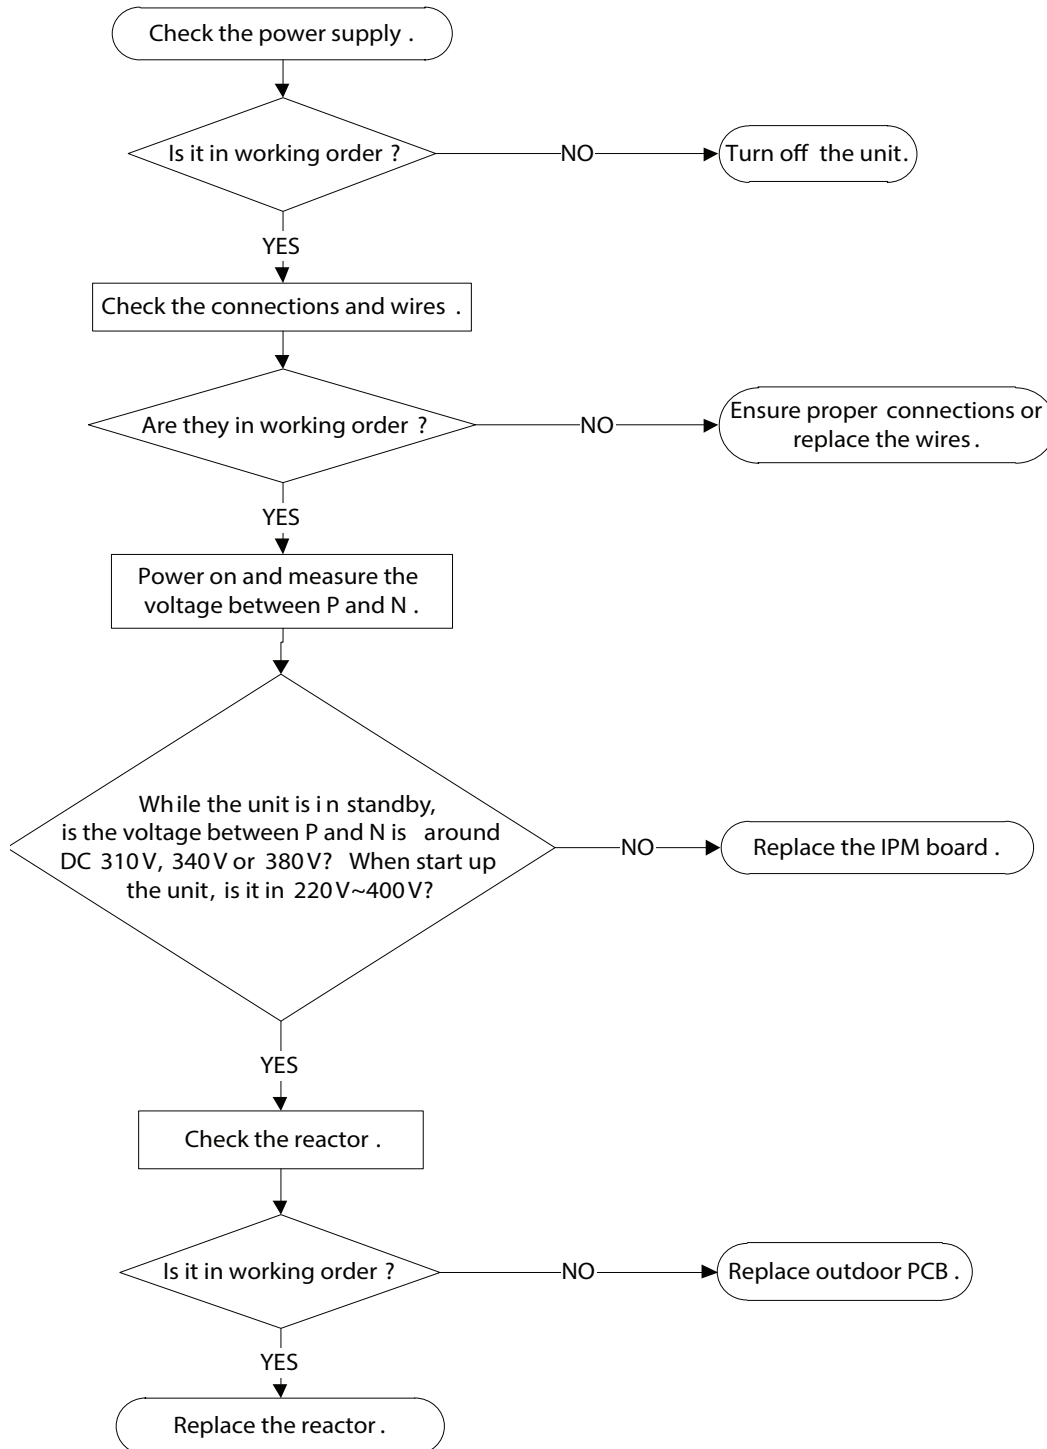 Check the power supply .
Is it in working order ?
NO
Turn off the unit.
YES
Check the connections and wires .
Are they in working order ?
NO
Ensure proper connections or
replace the wires .
YES
Power on and measure the
voltage between P and N .
While the unit is in standby,
is the voltage between P and N is around
DC 310V, 340V or 380V? When start up
the unit, is it in 220V~400V?
NO
Replace the IPM board .
YES
Check the reactor .
Is it in working order ?
NO
Replace outdoor PCB .
YES
Replace the reactor .